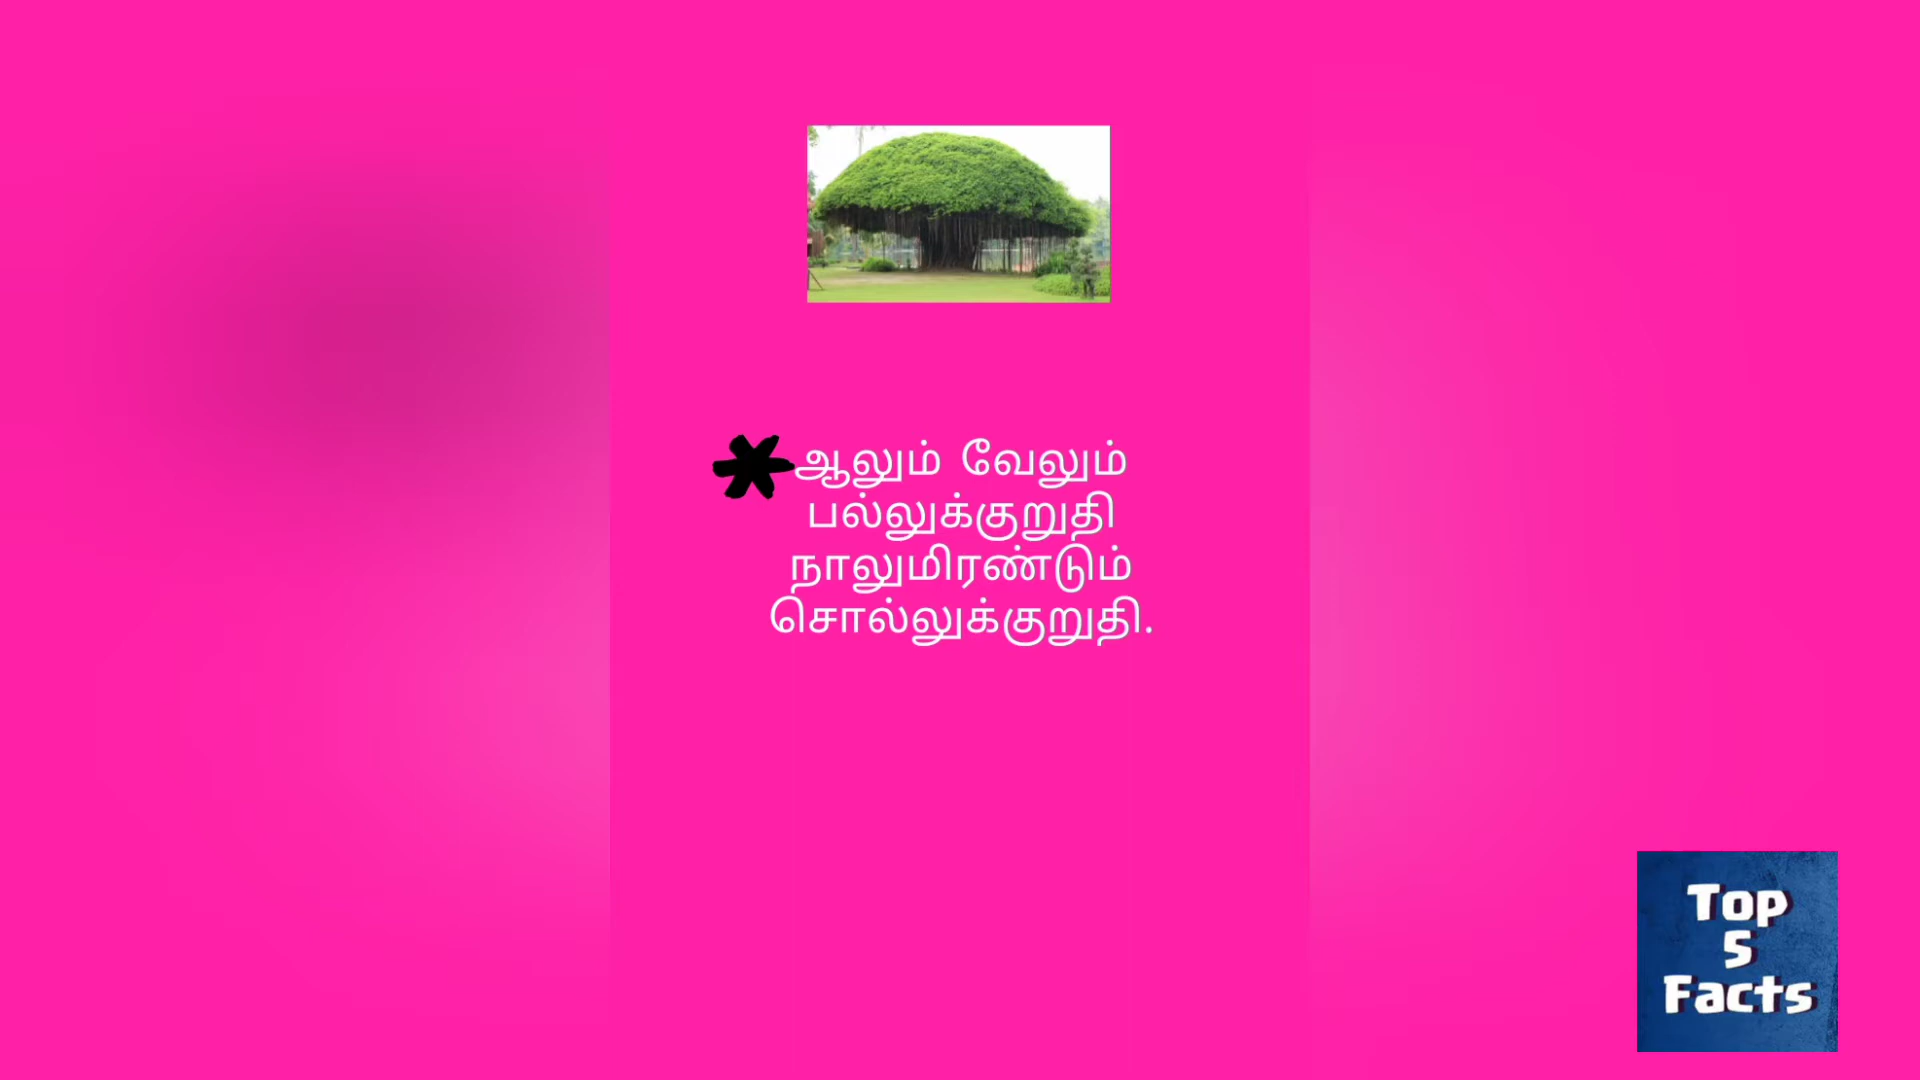 ஆலும் வேலும்
பல்லுக்குறுதி
நாலுமிரண்டும்
சொல்லுக்குறுதி.
Top
5
Facts